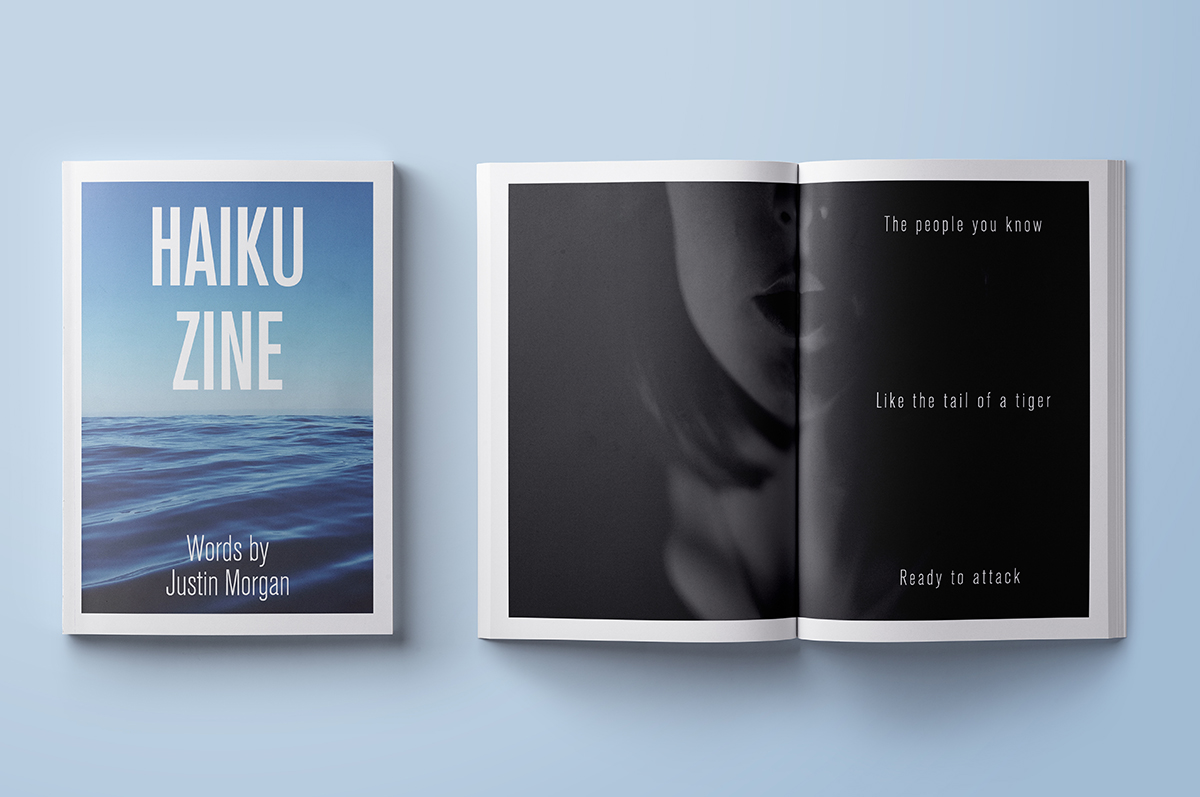 HAIKU
ZINE
Words by
Justin Morgan
The people you know
Like the tail of a tiger
Ready to attack